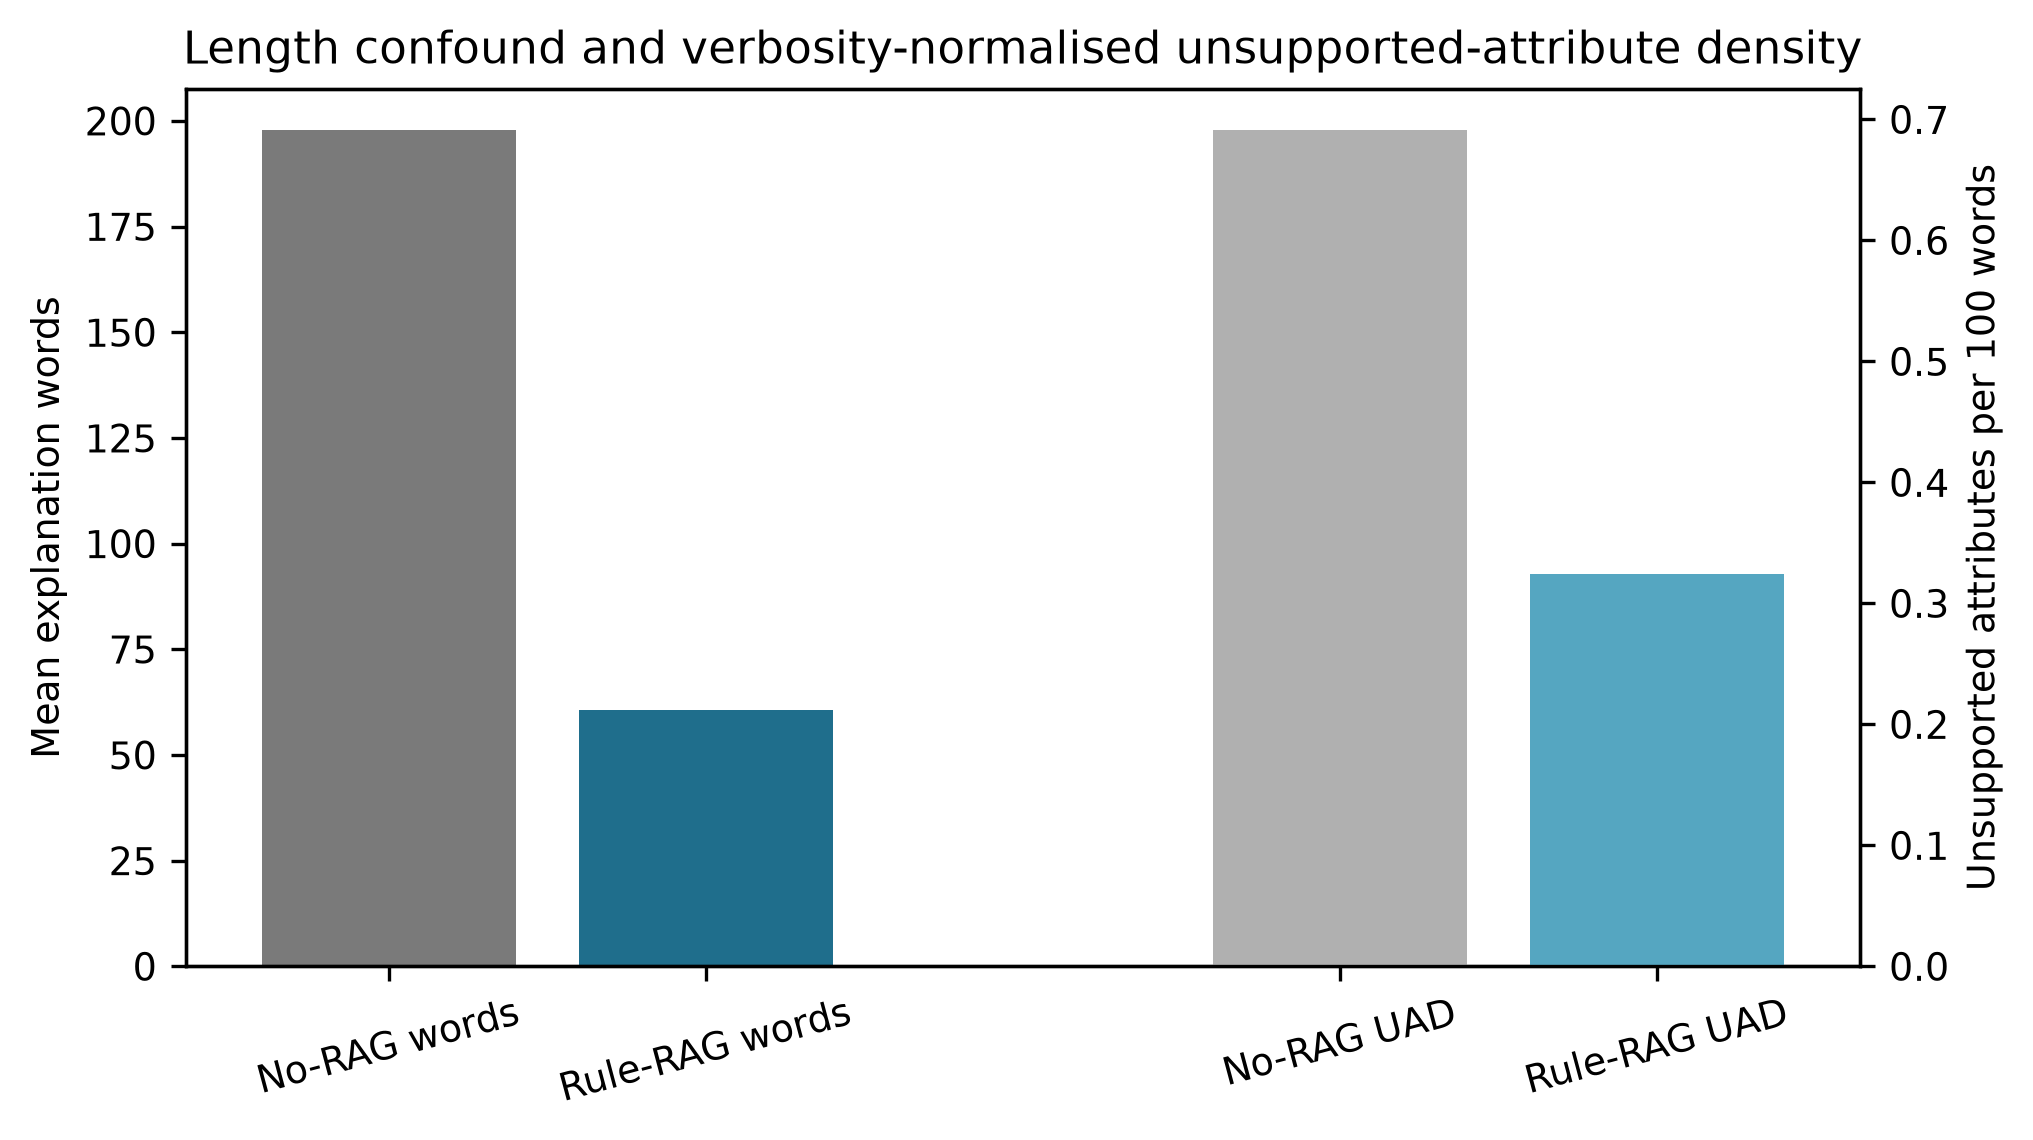 Length confound and verbosity-normalised unsupported-attribute density
Mean explanation words
200
175
150
125
100
75
50
25
0
0.7
0.6
0.5
0.4
0.3
0.2
0.1
0.0
Unsupported attributes per 100 words
No-RAG words
Rule-RAG words
No-RAG UAD
Rule-RAG UAD